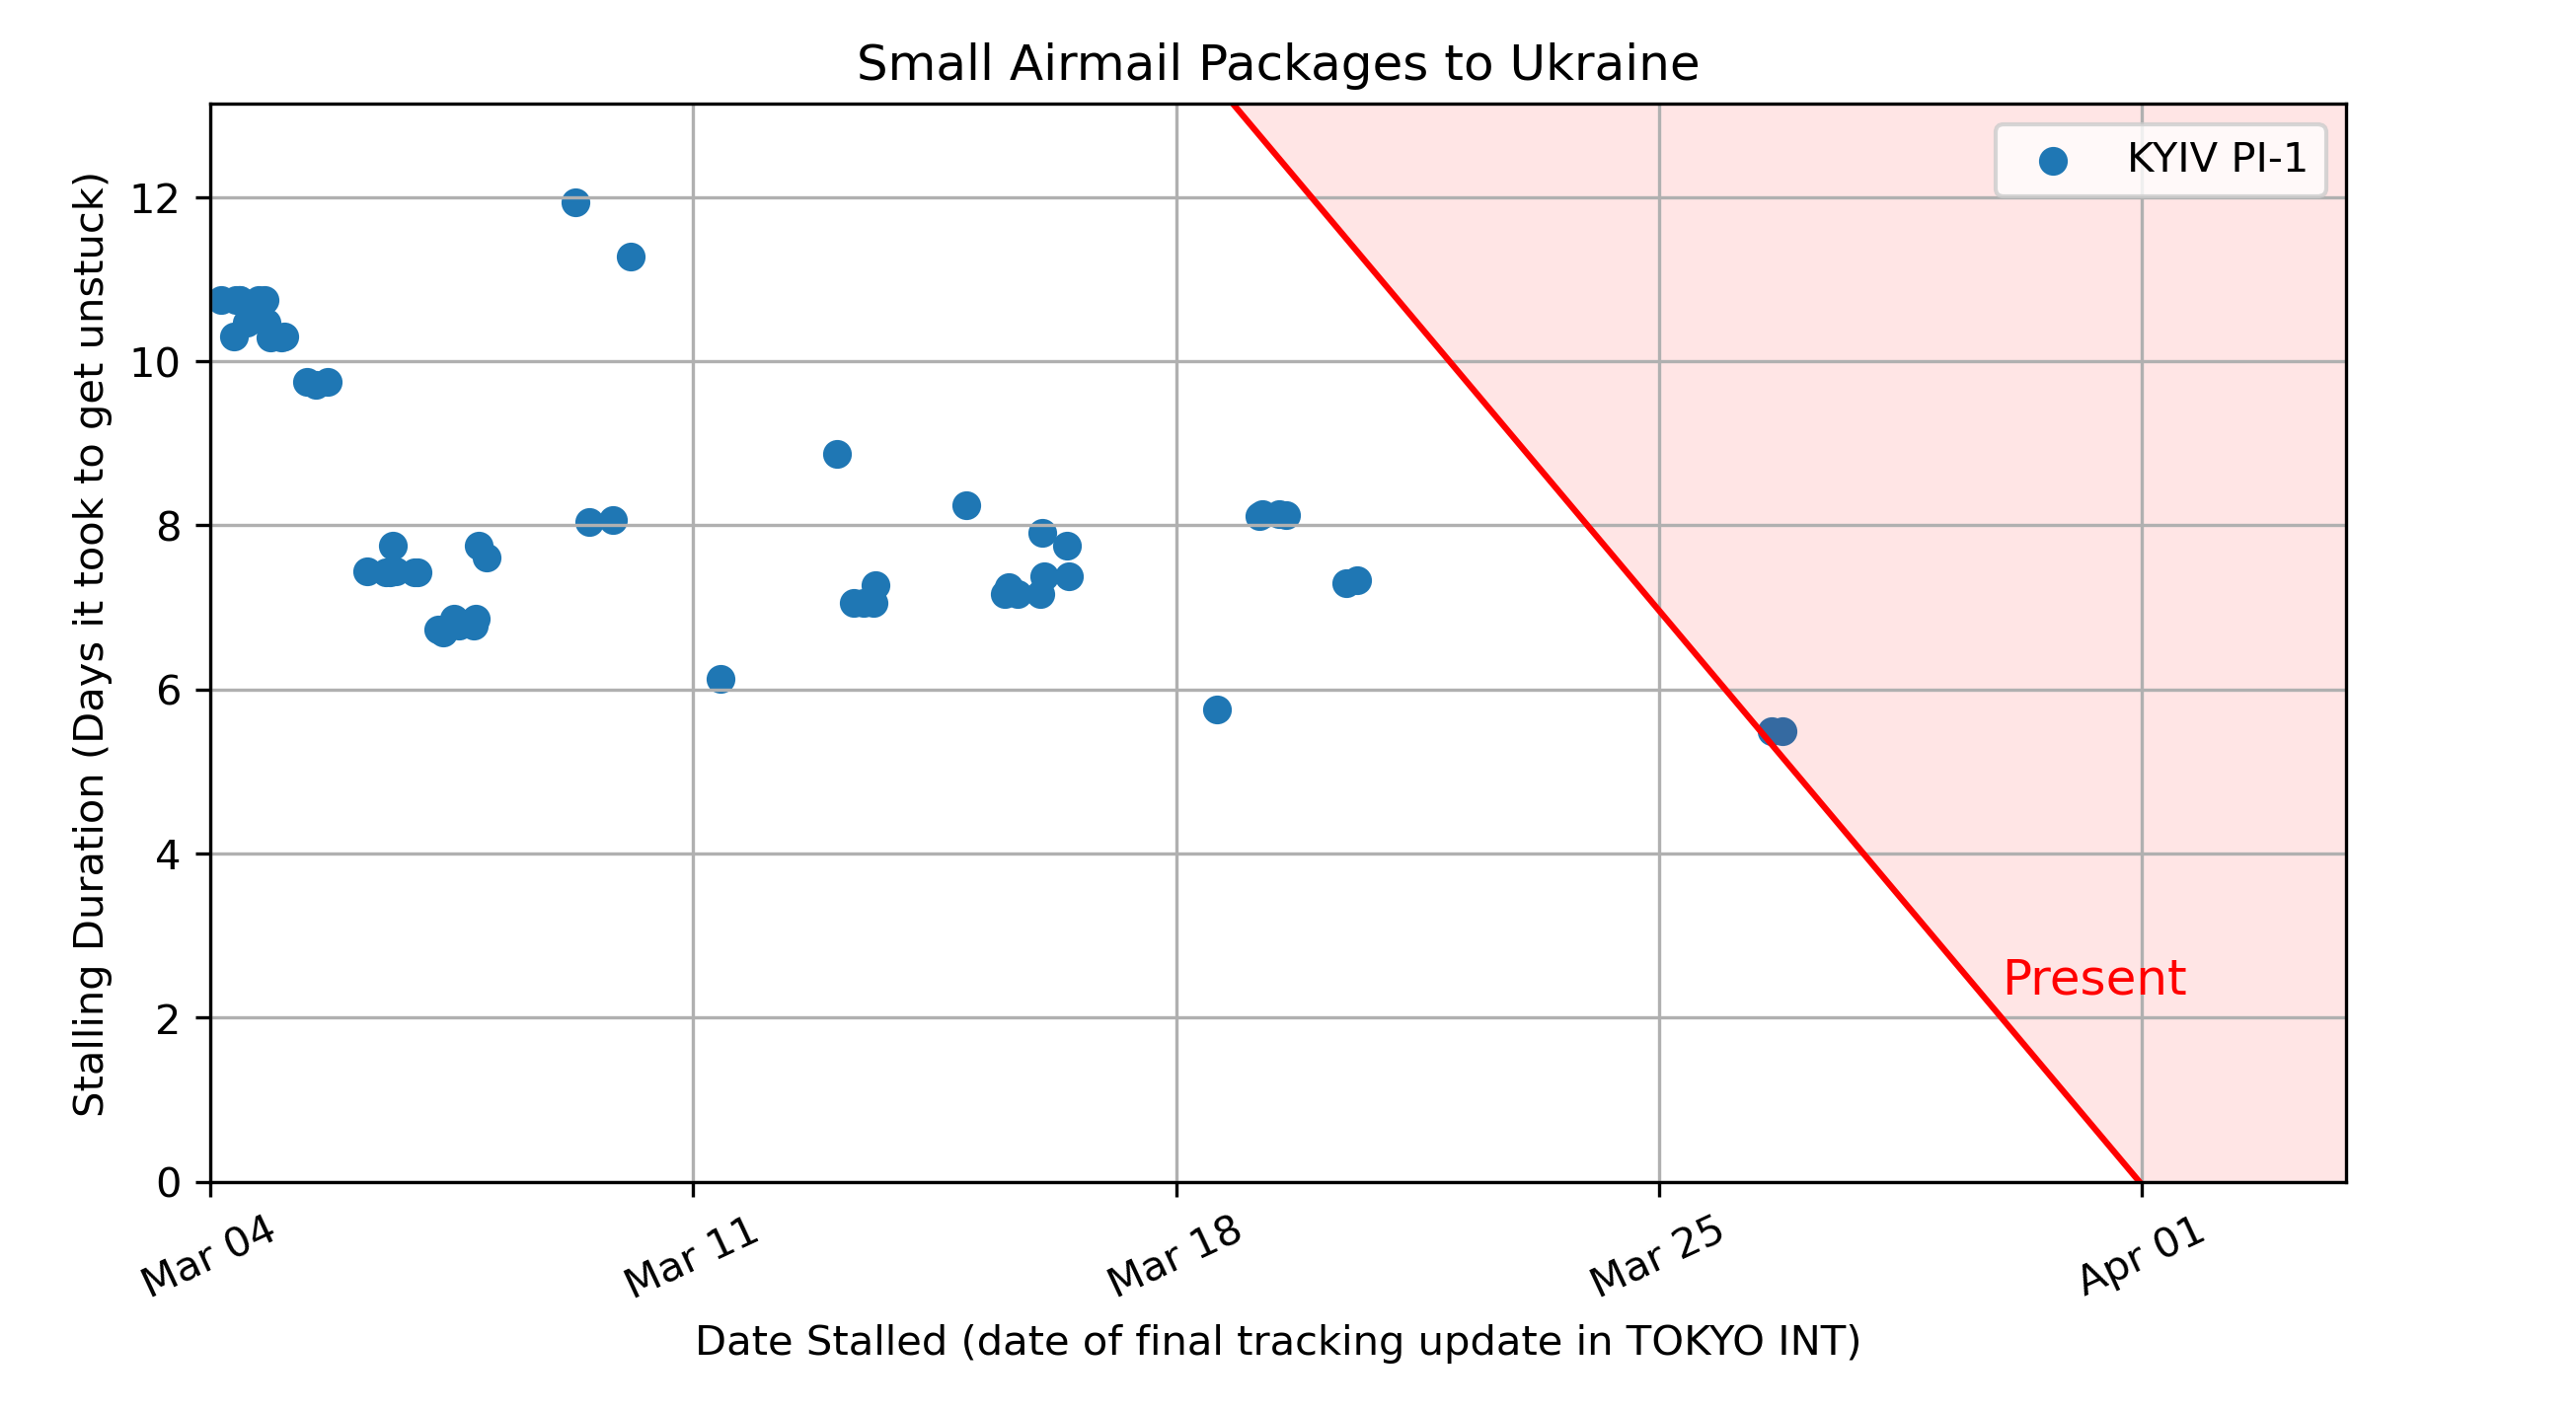 Small Airmail Packages to Ukraine
KYIV PI-1
Stalling Duration (Days it took to get unstuck)
12
10
8
6
4
2
0
Present
Mar 04
Mar 11
Mar 18
Mar 25
Apr 01
Date Stalled (date of final tracking update in TOKYO INT)